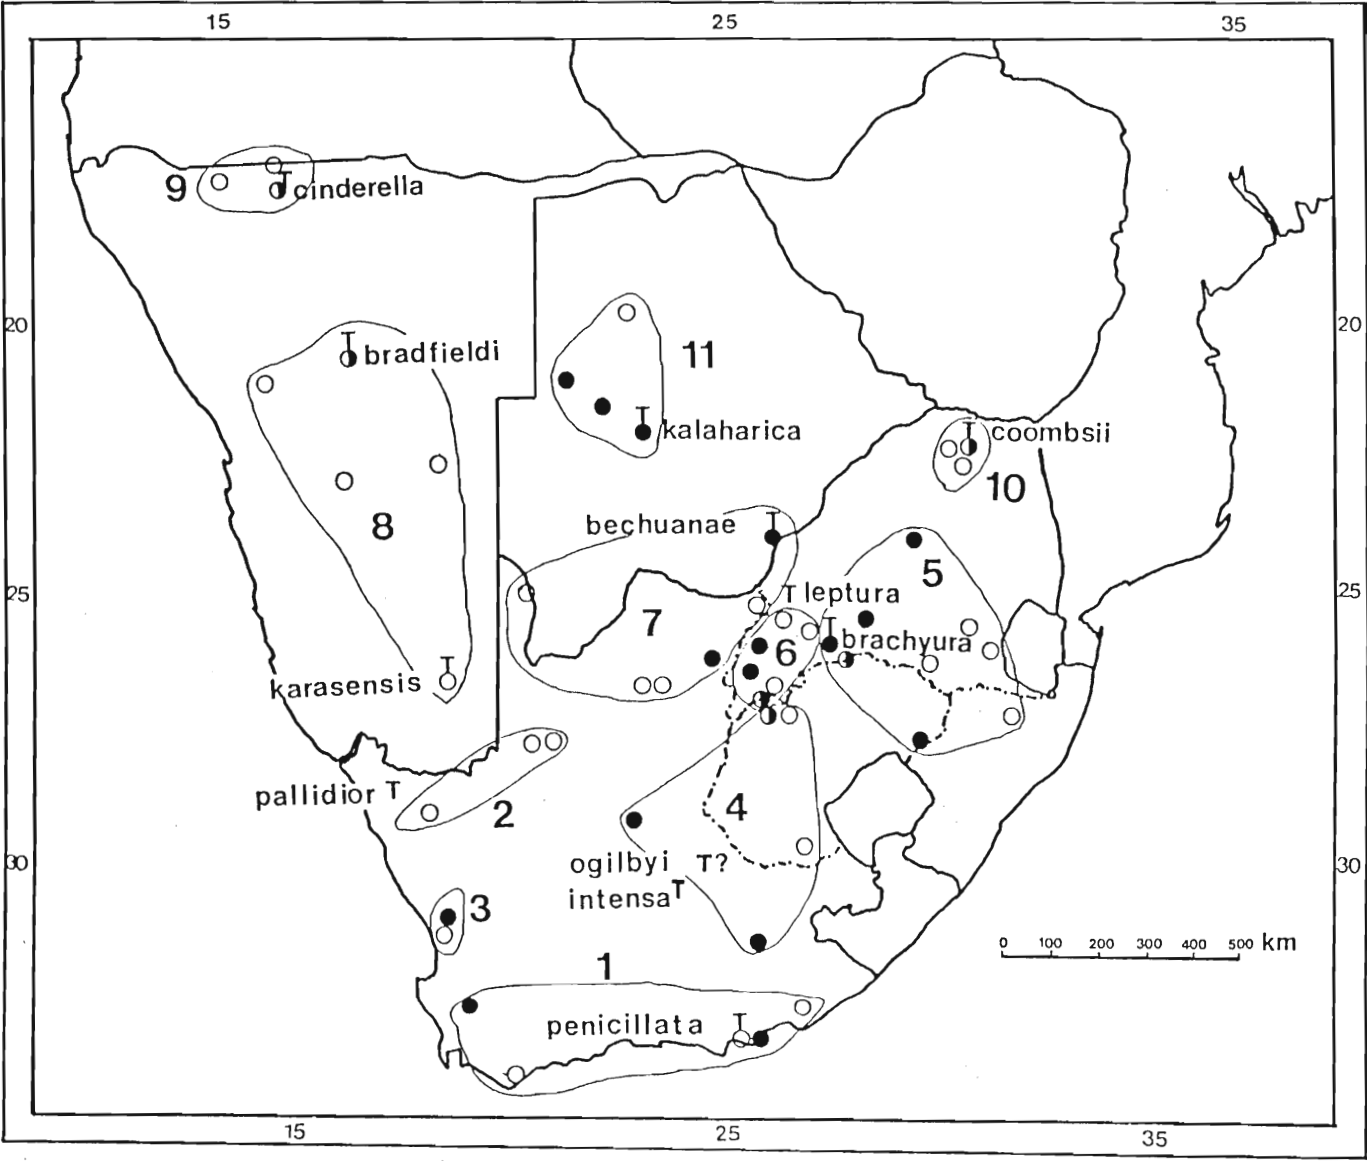 15 25 35
9 T cinderella
20 20
T bradfieldi
11
T kalaharica
T coombsii
10
8
bechuanae T
5
25 25
T leptura
7
T brachyura
6
T
karasensis
pallidior T
2
4
30 30
ogilbyi T?
intensa T
3
0 100 200 300 400 500 km
1
penicillata T
15 25 35